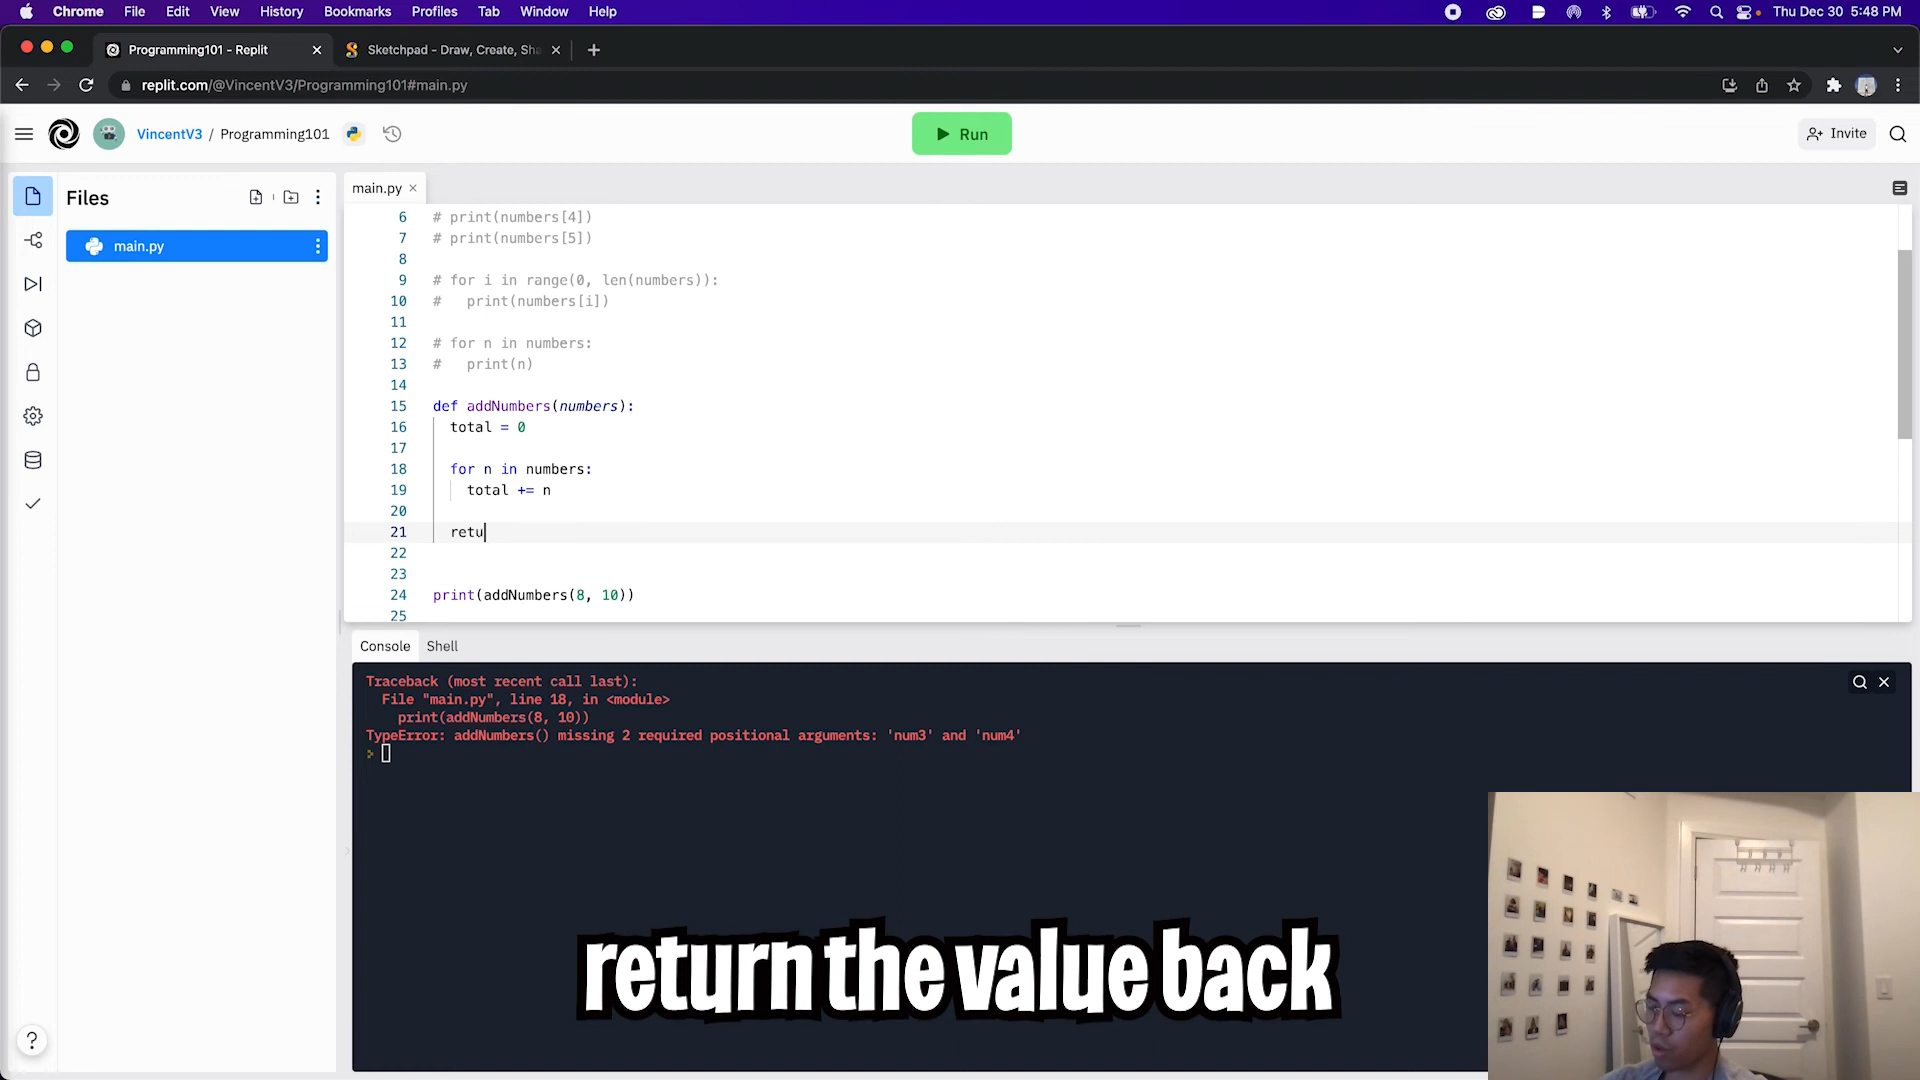 Chrome File Edit View History Bookmarks Profiles Tab Window Help Thu Dec 30 5:48 PM
Programming101 - Replit Sketchpad - Draw, Create, Sha
replit.com/@VincentV3/Programming101#main.py
VincentV3 / Programming101 Run Invite
Files main.py
main.py
6 # print(numbers[4])
7 # print(numbers[5])
8
9 # for i in range(0, len(numbers)):
10 #   print(numbers[i])
11
12 # for n in numbers:
13 #   print(n)
14
15 def addNumbers(numbers):
16   total = 0
17
18   for n in numbers:
19     total += n
20
21   retu
22
23
24 print(addNumbers(8, 10))
25
Console Shell
Traceback (most recent call last):
  File "main.py", line 18, in <module>
    print(addNumbers(8, 10))
TypeError: addNumbers() missing 2 required positional arguments: 'num3' and 'num4'
>
return the value back
?